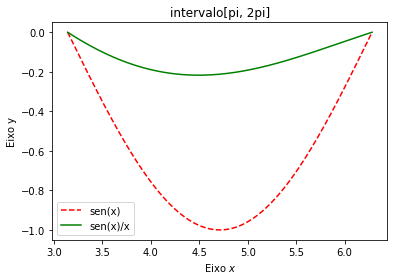 intervalo[pi, 2pi]
Eixo y
0.0
−0.2
−0.4
−0.6
−0.8
−1.0
sen(x)
sen(x)/x
3.0 3.5 4.0 4.5 5.0 5.5 6.0
Eixo x